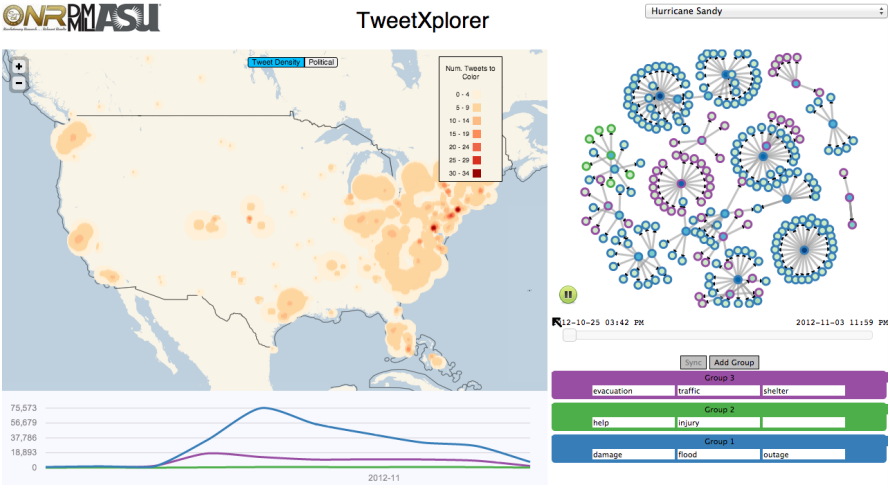 ONR DM MIL ASU
TweetXplorer
Hurricane Sandy
+
−
Tweet Density Political
Num. Tweets to
Color
0 - 4
5 - 9
10 - 14
15 - 19
20 - 24
25 - 29
30 - 34
12-10-25 03:42 PM 2012-11-03 11:59 PM
Sync Add Group
Group 3
evacuation traffic shelter
Group 2
help injury
Group 1
damage flood outage
75,573
56,679
37,786
18,893
0
2012-11